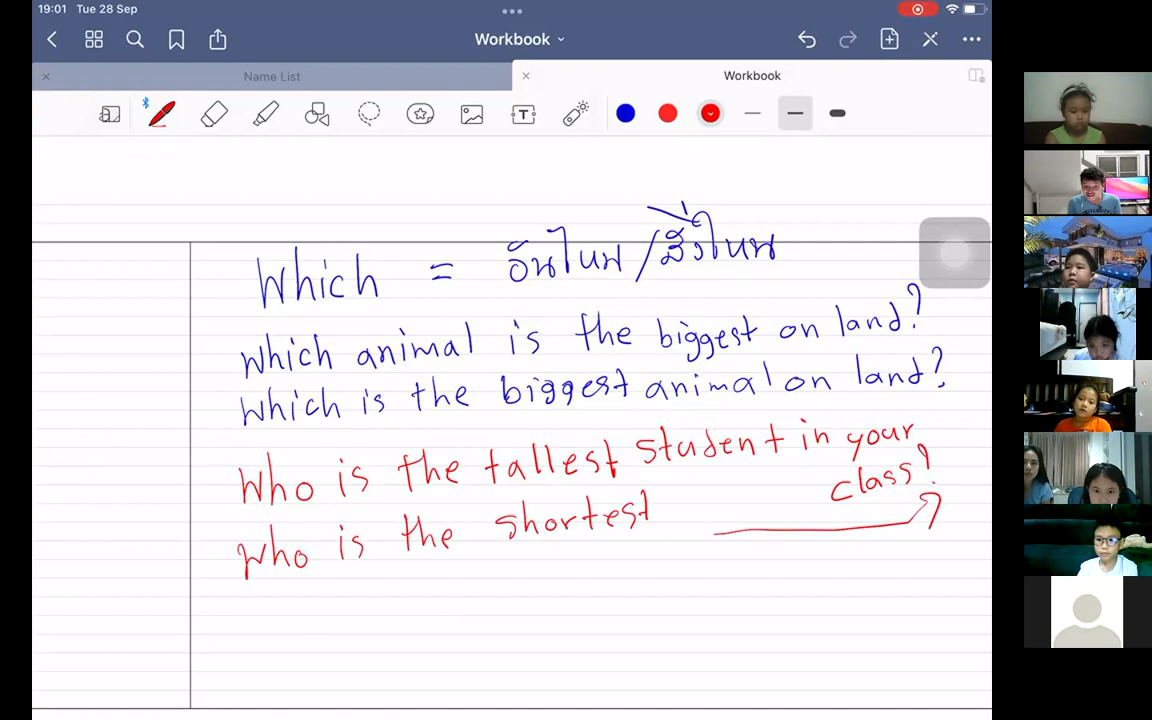 19:01 Tue 28 Sep
Workbook
Name List
Workbook
T
Which = อันไหน/สิ่งไหน
Which animal is the biggest on land?
Which is the biggest animal on land?
Who is the tallest student in your
class?
Who is the shortest ?